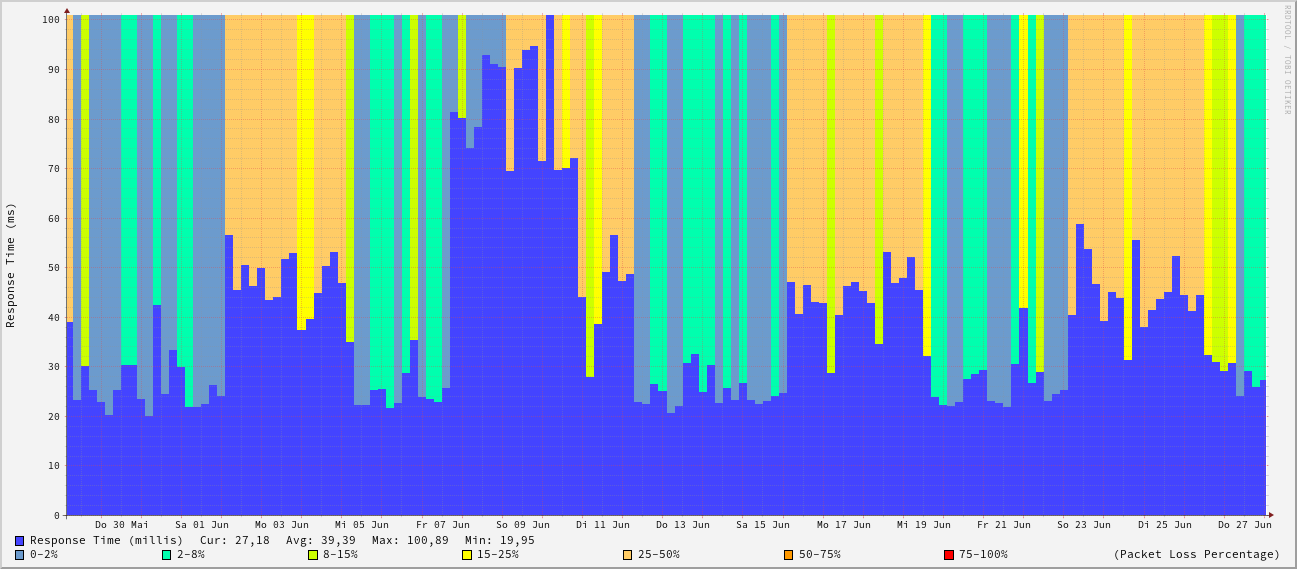 RRDTOOL / TOBI OETIKER
Response Time (ms)
100
90
80
70
60
50
40
30
20
10
0
Do 30 Mai Sa 01 Jun Mo 03 Jun Mi 05 Jun Fr 07 Jun So 09 Jun Di 11 Jun Do 13 Jun Sa 15 Jun Mo 17 Jun Mi 19 Jun Fr 21 Jun So 23 Jun Di 25 Jun Do 27 Jun
Response Time (millis) Cur: 27,18 Avg: 39,39 Max: 100,89 Min: 19,95
0-2% 2-8% 8-15% 15-25% 25-50% 50-75% 75-100% (Packet Loss Percentage)